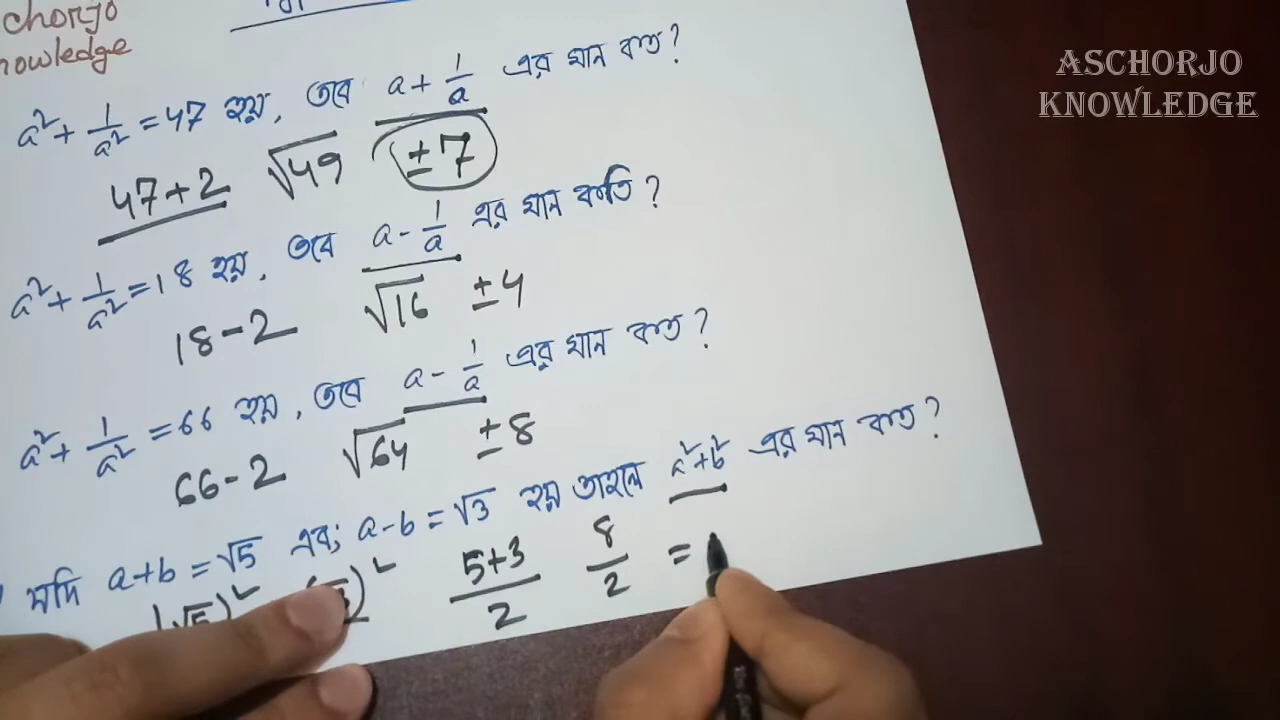 chorjo
nowledge
ASCHORJO
KNOWLEDGE
a² + 1/a² = 47 হয়, তবে a + 1/a এর মান কত?
47+2 √49 ±7
a² + 1/a² = 18 হয়, তবে a - 1/a এর মান কতি?
18-2 √16 ±4
a² + 1/a² = 66 হয়, তবে a - 1/a এর মান কত?
66-2 √64 ±8
যদি a+b = √5 এবং a-b = √3 হয় তাহলে a²+b² এর মান কত?
(√5)² )² 5+3/2 8/2 =